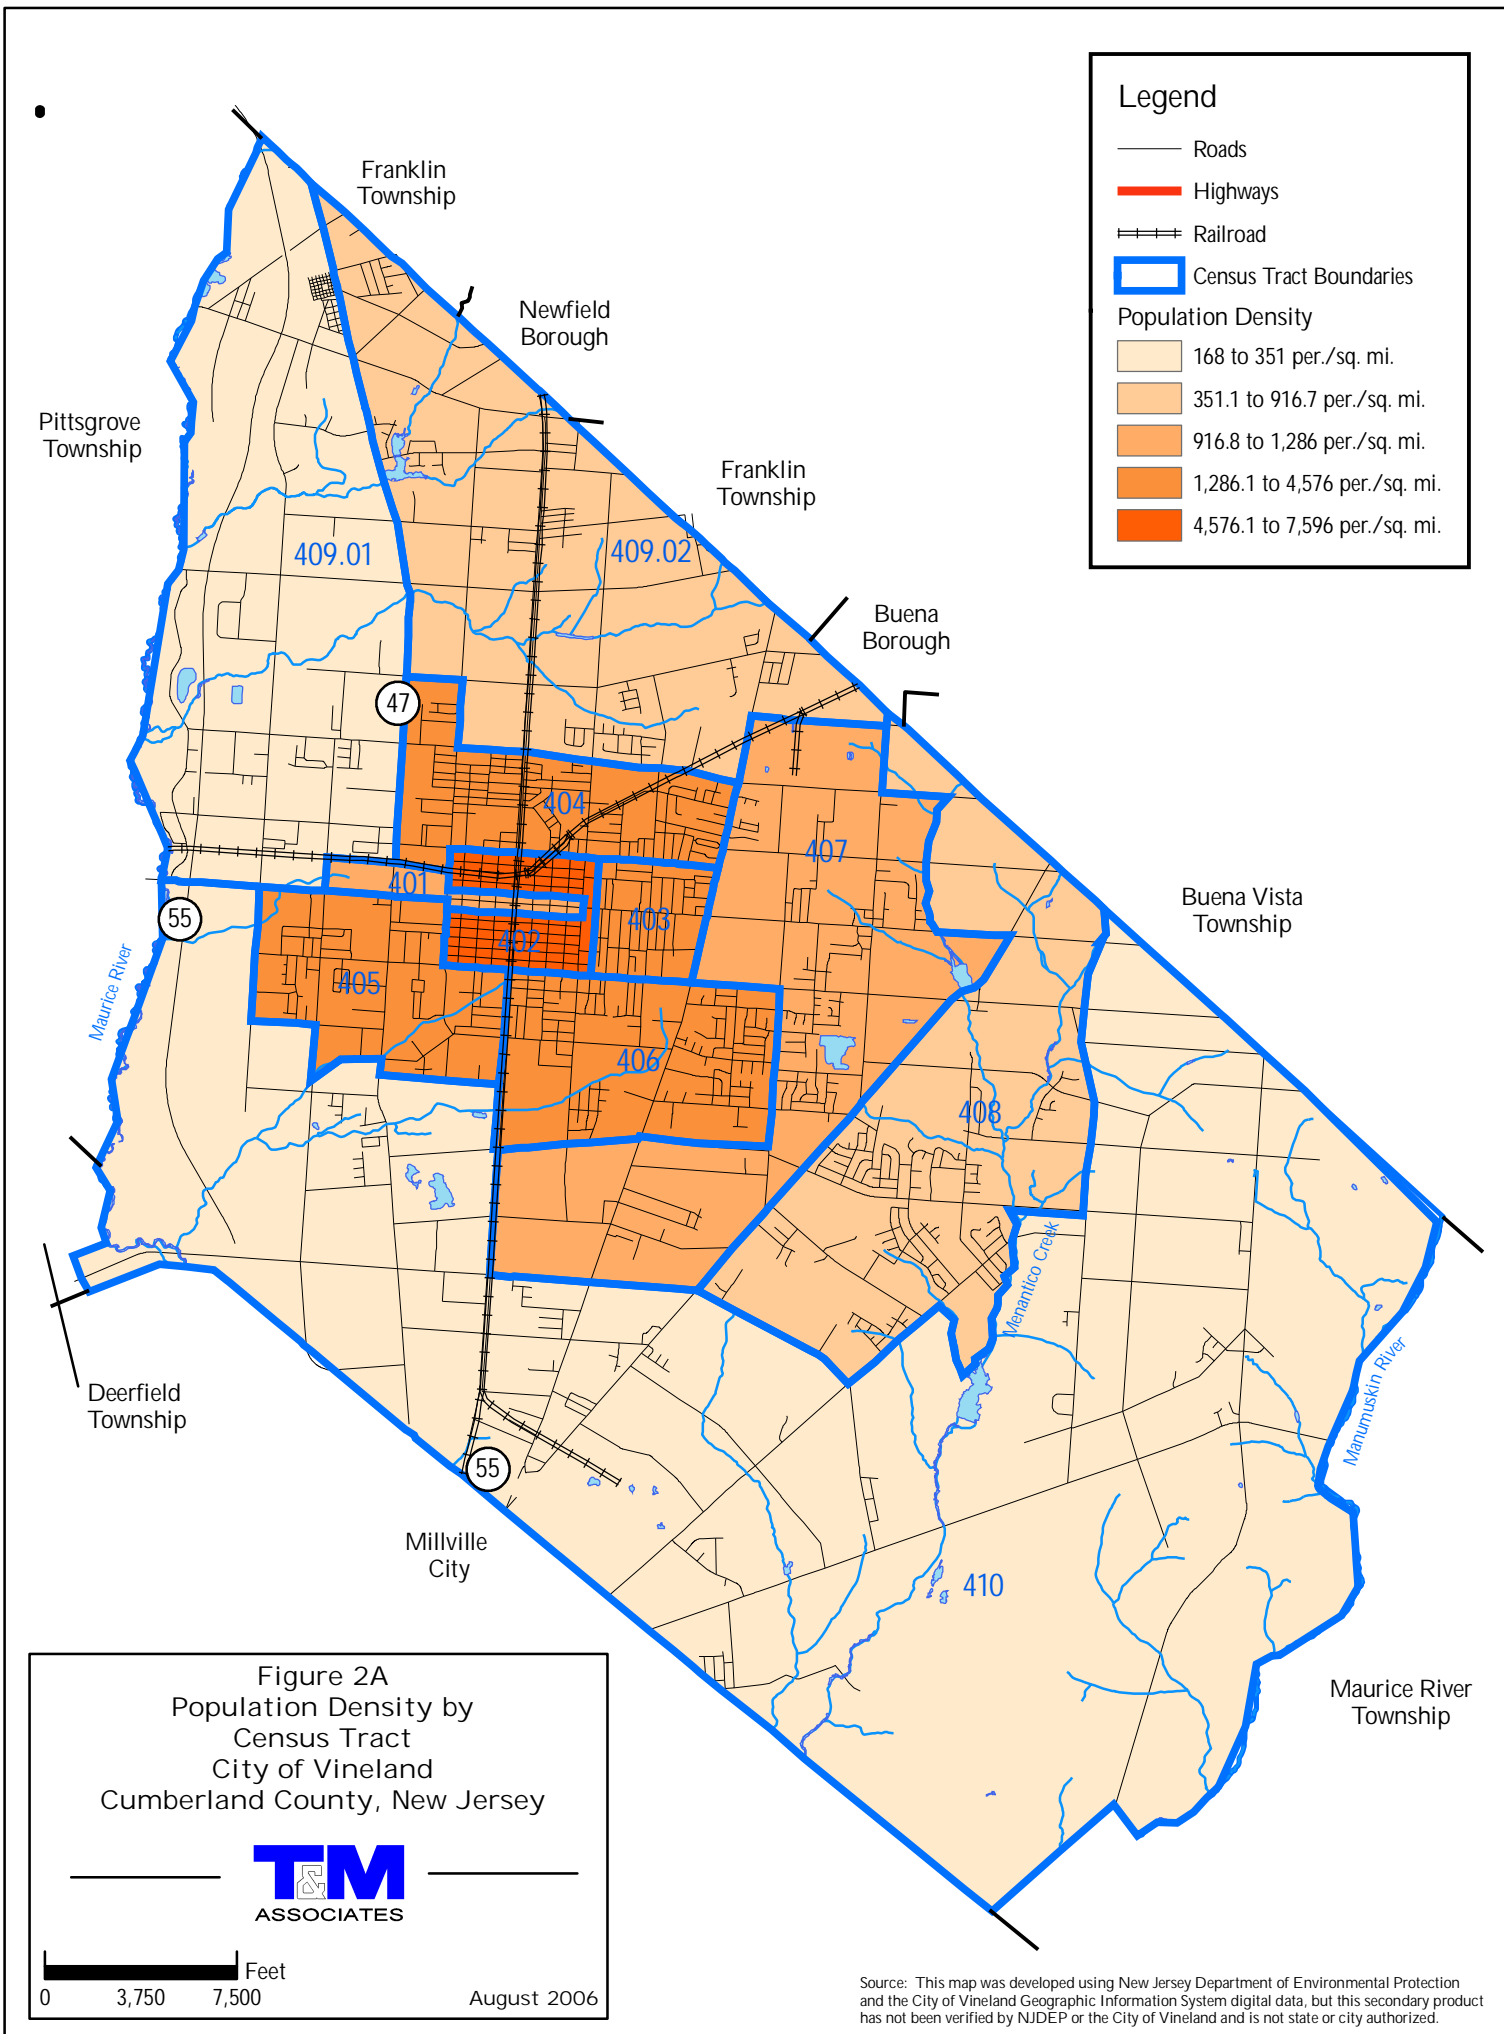 Legend
Roads
Highways
Railroad
Census Tract Boundaries
Population Density
168 to 351 per./sq. mi.
351.1 to 916.7 per./sq. mi.
916.8 to 1,286 per./sq. mi.
1,286.1 to 4,576 per./sq. mi.
4,576.1 to 7,596 per./sq. mi.
Franklin
Township
Newfield
Borough
Pittsgrove
Township
Franklin
Township
409.01
409.02
Buena
Borough
47
404
407
401
Buena Vista
Township
55
403
402
Maurice River
405
406
408
Menantico Creek
Manumuskin River
Deerfield
Township
55
Millville
City
410
Maurice River
Township
Figure 2A
Population Density by
Census Tract
City of Vineland
Cumberland County, New Jersey
T&M
ASSOCIATES
Feet
0 3,750 7,500
August 2006
Source: This map was developed using New Jersey Department of Environmental Protection
and the City of Vineland Geographic Information System digital data, but this secondary product
has not been verified by NJDEP or the City of Vineland and is not state or city authorized.